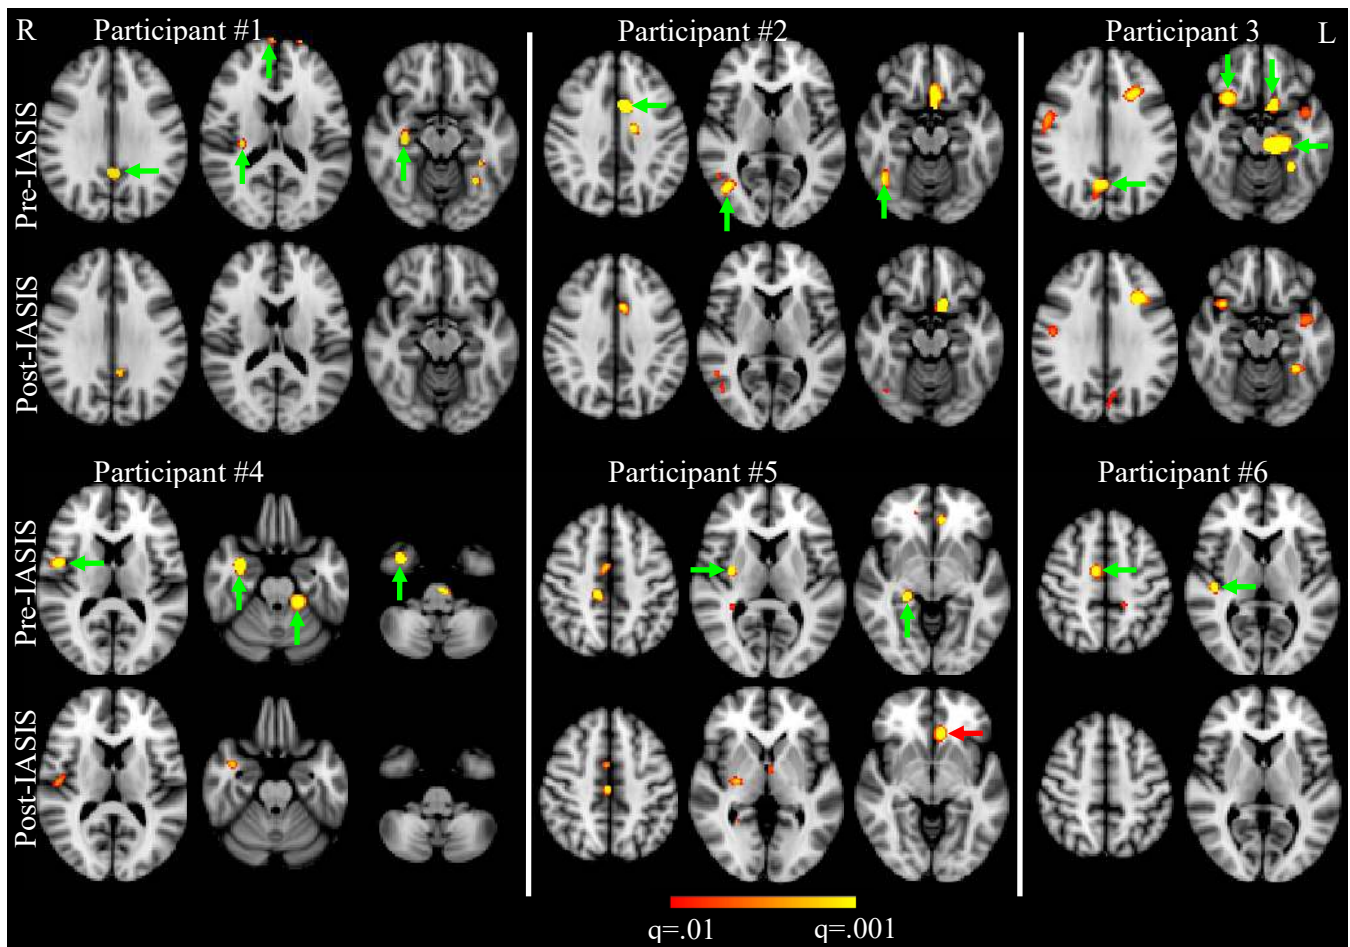 R
Participant #1
Participant #2
Participant 3
L
Pre-IASIS
Post-IASIS
Participant #4
Participant #5
Participant #6
Pre-IASIS
Post-IASIS
q=.01
q=.001